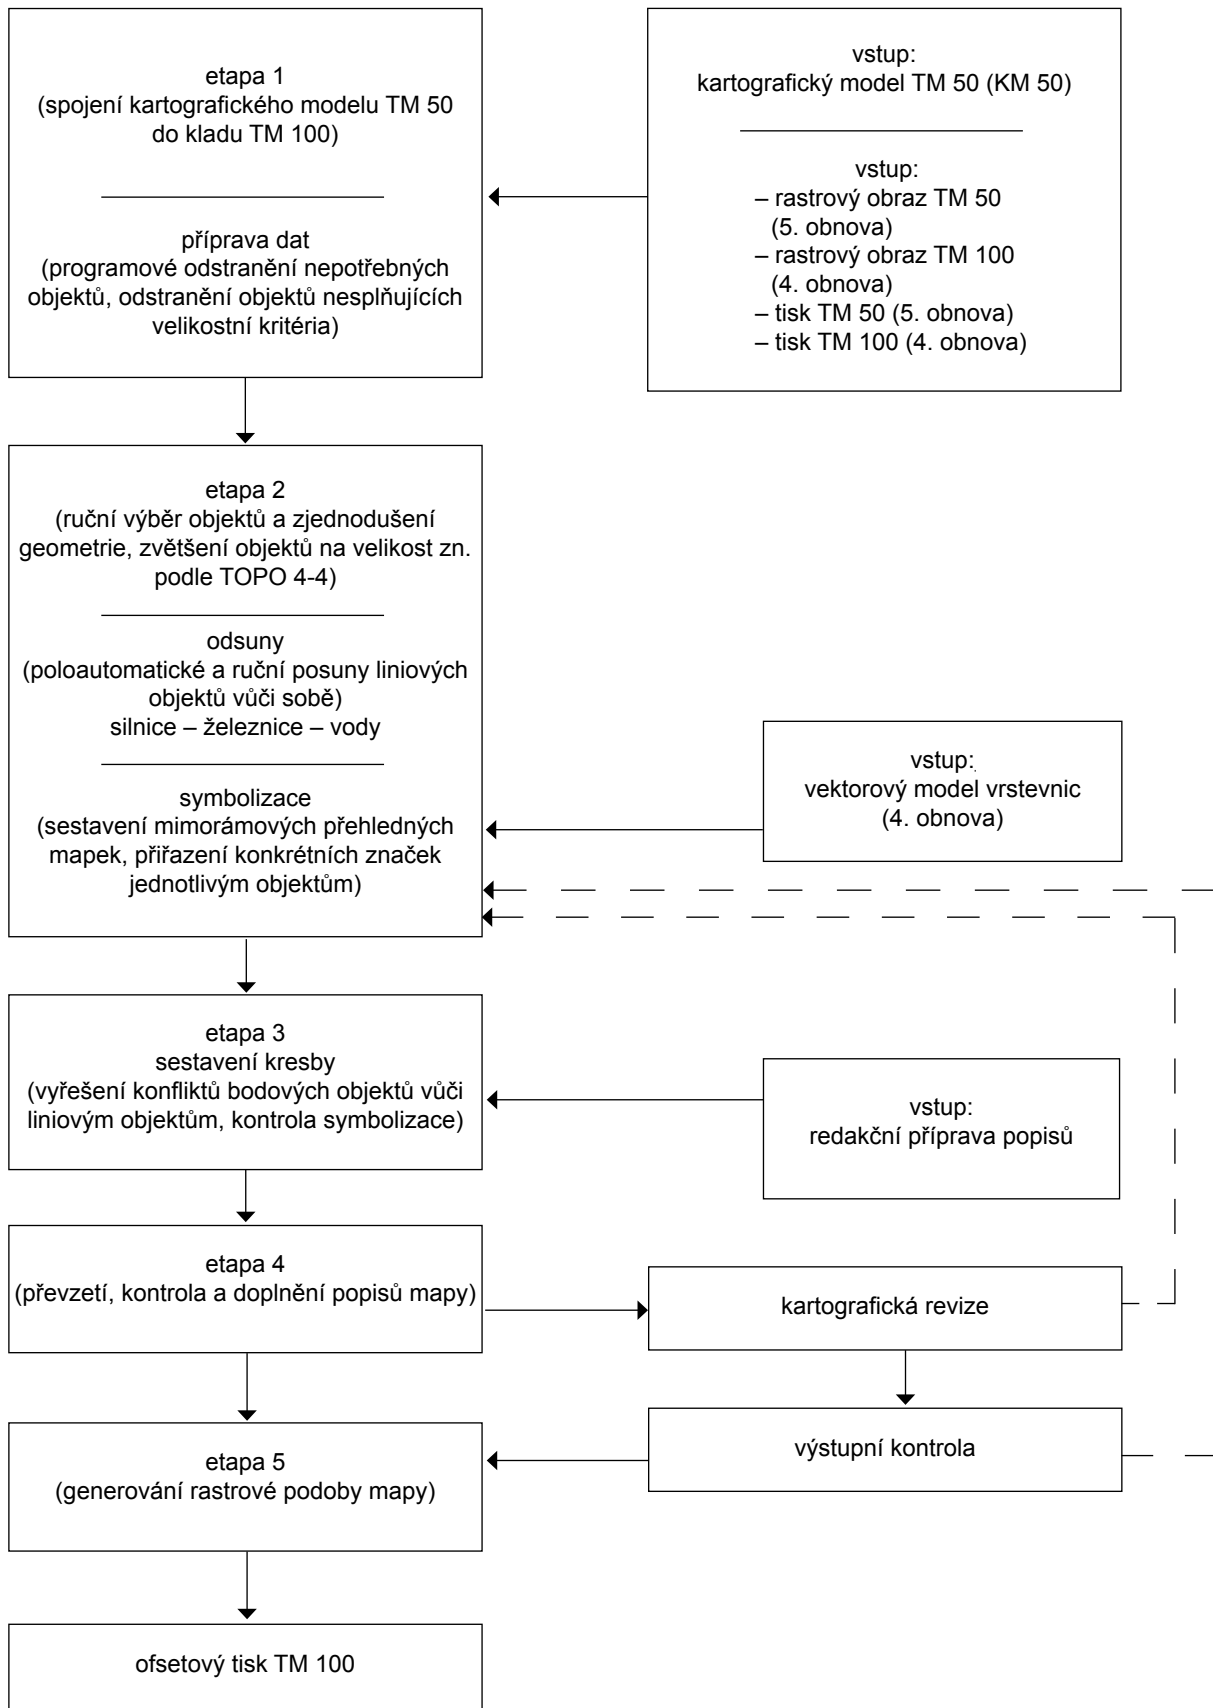 etapa 1
(spojení kartografického modelu TM 50
do kladu TM 100)
příprava dat
(programové odstranění nepotřebných
objektů, odstranění objektů nesplňujících
velikostní kritéria)
vstup:
kartografický model TM 50 (KM 50)
vstup:
– rastrový obraz TM 50
(5. obnova)
– rastrový obraz TM 100
(4. obnova)
– tisk TM 50 (5. obnova)
– tisk TM 100 (4. obnova)
etapa 2
(ruční výběr objektů a zjednodušení
geometrie, zvětšení objektů na velikost zn.
podle TOPO 4-4)
odsuny
(poloautomatické a ruční posuny liniových
objektů vůči sobě)
silnice – železnice – vody
symbolizace
(sestavení mimorámových přehledných
mapek, přiřazení konkrétních značek
jednotlivým objektům)
vstup:
vektorový model vrstevnic
(4. obnova)
etapa 3
sestavení kresby
(vyřešení konfliktů bodových objektů vůči
liniovým objektům, kontrola symbolizace)
vstup:
redakční příprava popisů
etapa 4
(převzetí, kontrola a doplnění popisů mapy)
kartografická revize
výstupní kontrola
etapa 5
(generování rastrové podoby mapy)
ofsetový tisk TM 100